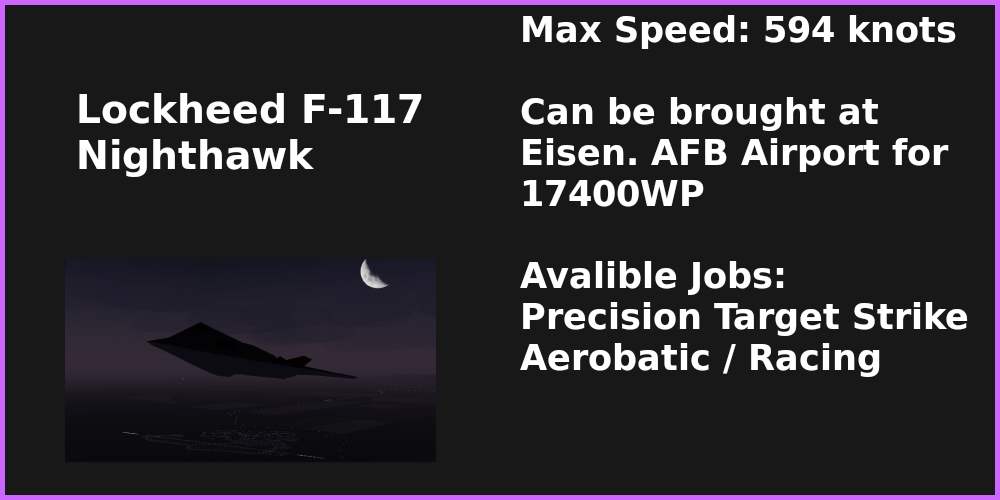 Lockheed F-117
Nighthawk
Max Speed: 594 knots
Can be brought at
Eisen. AFB Airport for
17400WP
Avalible Jobs:
Precision Target Strike
Aerobatic / Racing